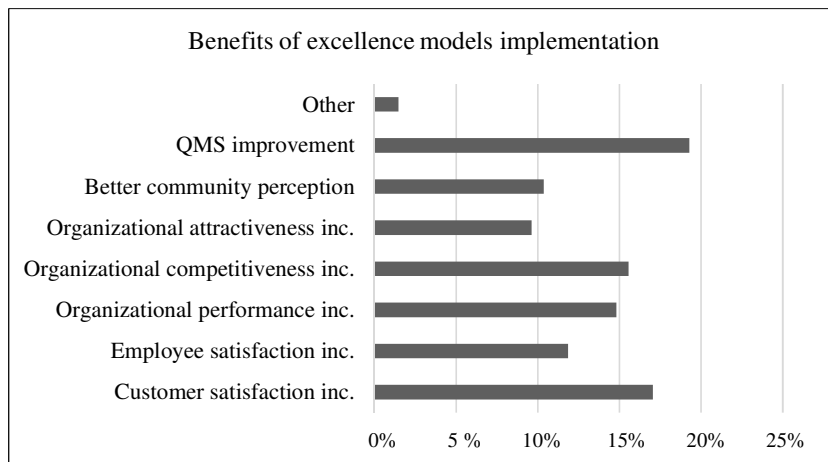 Benefits of excellence models implementation
Other
QMS improvement
Better community perception
Organizational attractiveness inc.
Organizational competitiveness inc.
Organizational performance inc.
Employee satisfaction inc.
Customer satisfaction inc.
0% 5 % 10% 15% 20% 25%